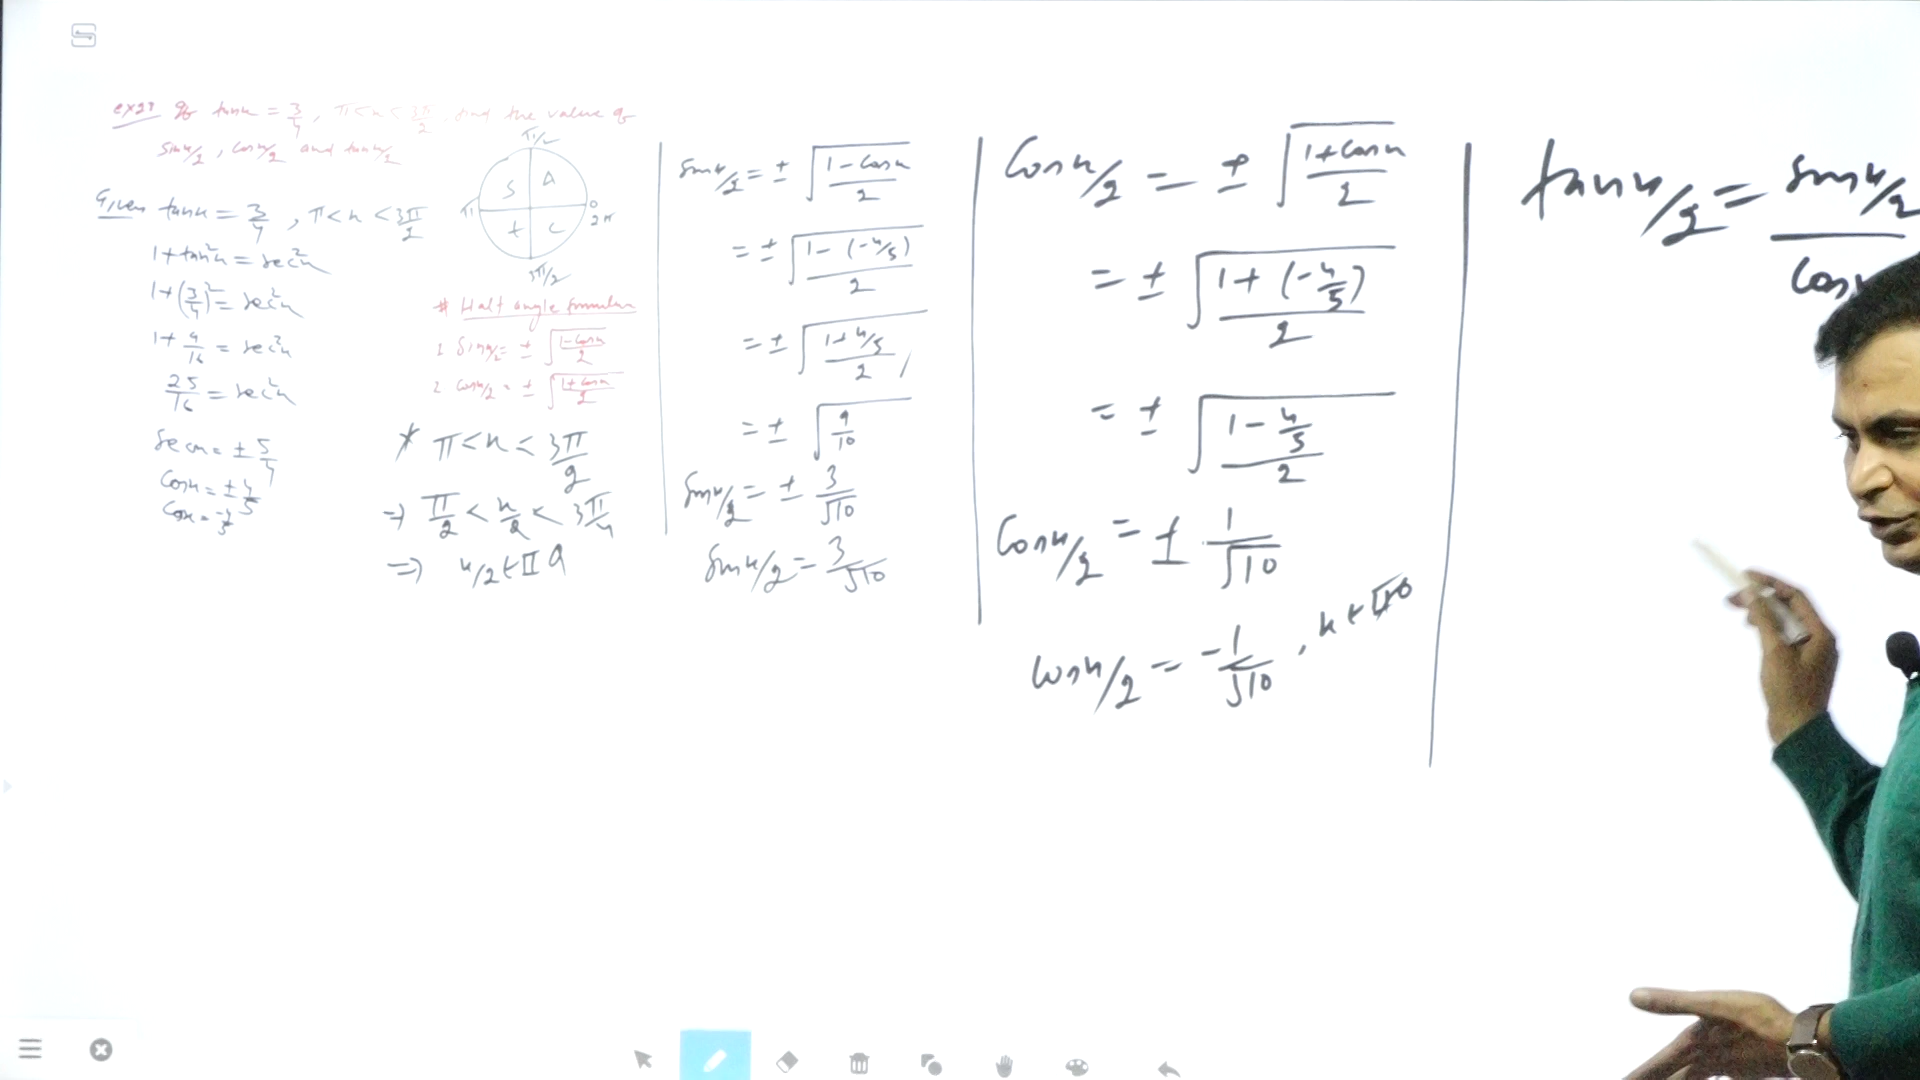 ex23 If tanx = 3/4, π < x < 3π/2, find the value of
sinx/2, cosx/2 and tanx/2
Given tanx = 3/4, π < x < 3π/2
1 + tan²x = sec²x
1 + (3/4)² = sec²x
1 + 9/16 = sec²x
25/16 = sec²x
secx = ± 5/4
cosx = ± 4/5
cosx = -4/5
π/2
S A
π 0
2π
t C
3π/2
# Half angle formulas
1 Sinx/2 = ± √((1-cosx)/2)
2 cosx/2 = ± √((1+cosx)/2)
* π < x < 3π/2
⇒ π/2 < x/2 < 3π/4
⇒ x/2 ∈ II Q
sinx/2 = ± √((1-cosx)/2)
= ± √((1-(-4/5))/2)
= ± √((1+4/5)/2)
= ± √(9/10)
sinx/2 = ± 3/√10
sinx/2 = 3/√10
Cosx/2 = ± √((1+cosx)/2)
= ± √((1+(-4/5))/2)
= ± √((1-4/5)/2)
Cosx/2 = ± 1/√10
cosx/2 = -1/√10, x ∈ II Q
tanx/2 = sinx/2